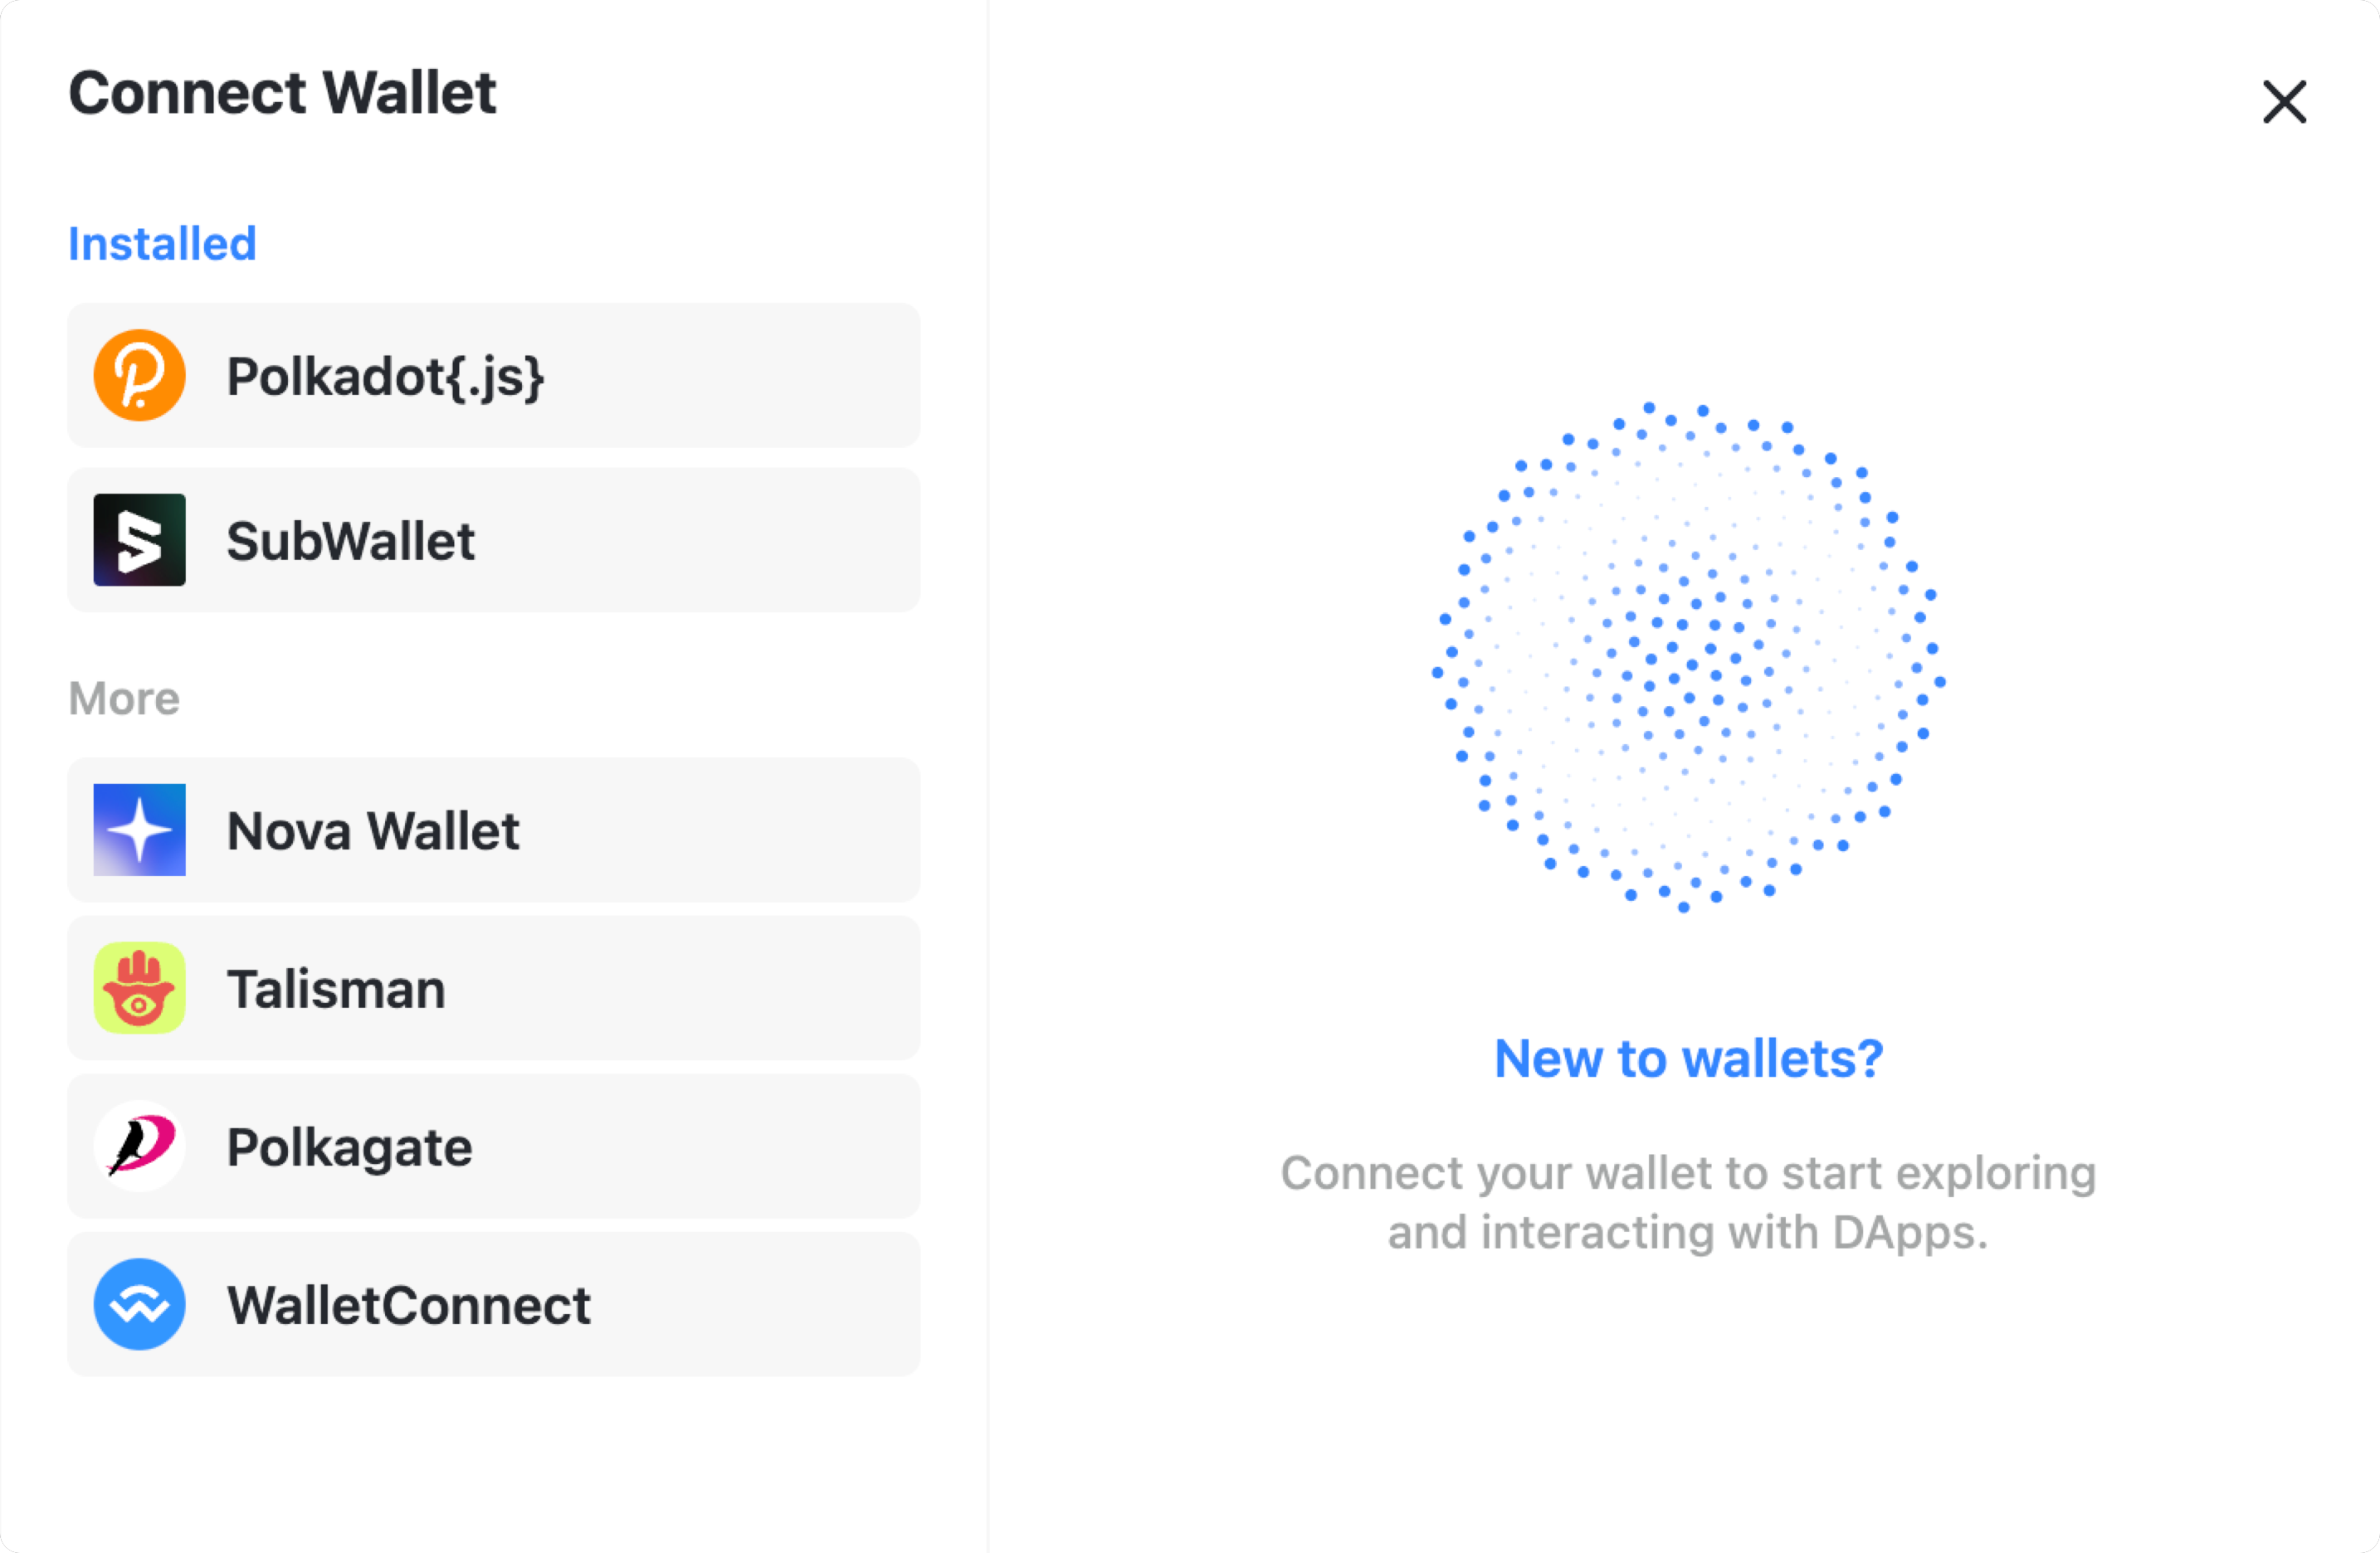 Connect Wallet
Installed
Polkadot{.js}
SubWallet
More
Nova Wallet
Talisman
Polkagate
WalletConnect
New to wallets?
Connect your wallet to start exploring
and interacting with DApps.